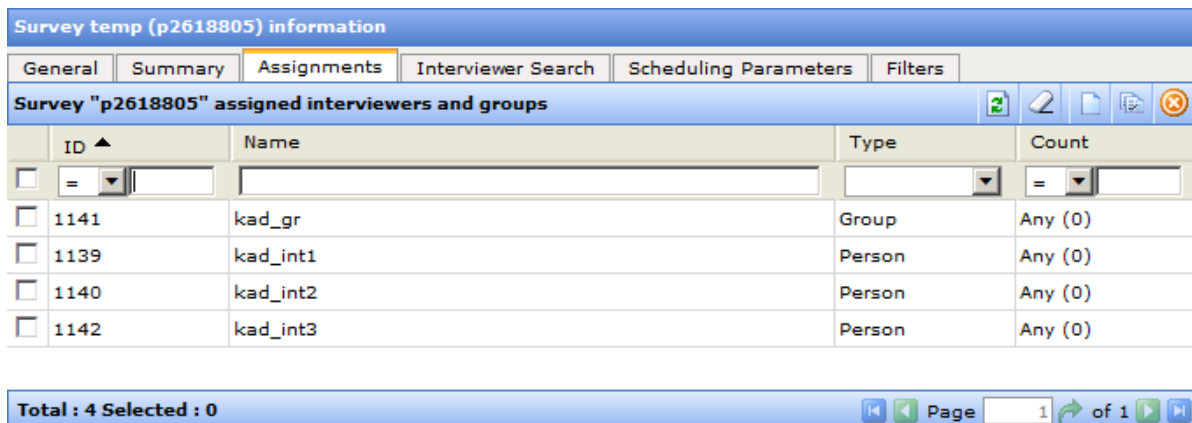 Survey temp (p2618805) information
General Summary Assignments Interviewer Search Scheduling Parameters Filters
Survey "p2618805" assigned interviewers and groups
ID Name Type Count
= =
1141 kad_gr Group Any (0)
1139 kad_int1 Person Any (0)
1140 kad_int2 Person Any (0)
1142 kad_int3 Person Any (0)
Total : 4 Selected : 0 Page 1 of 1